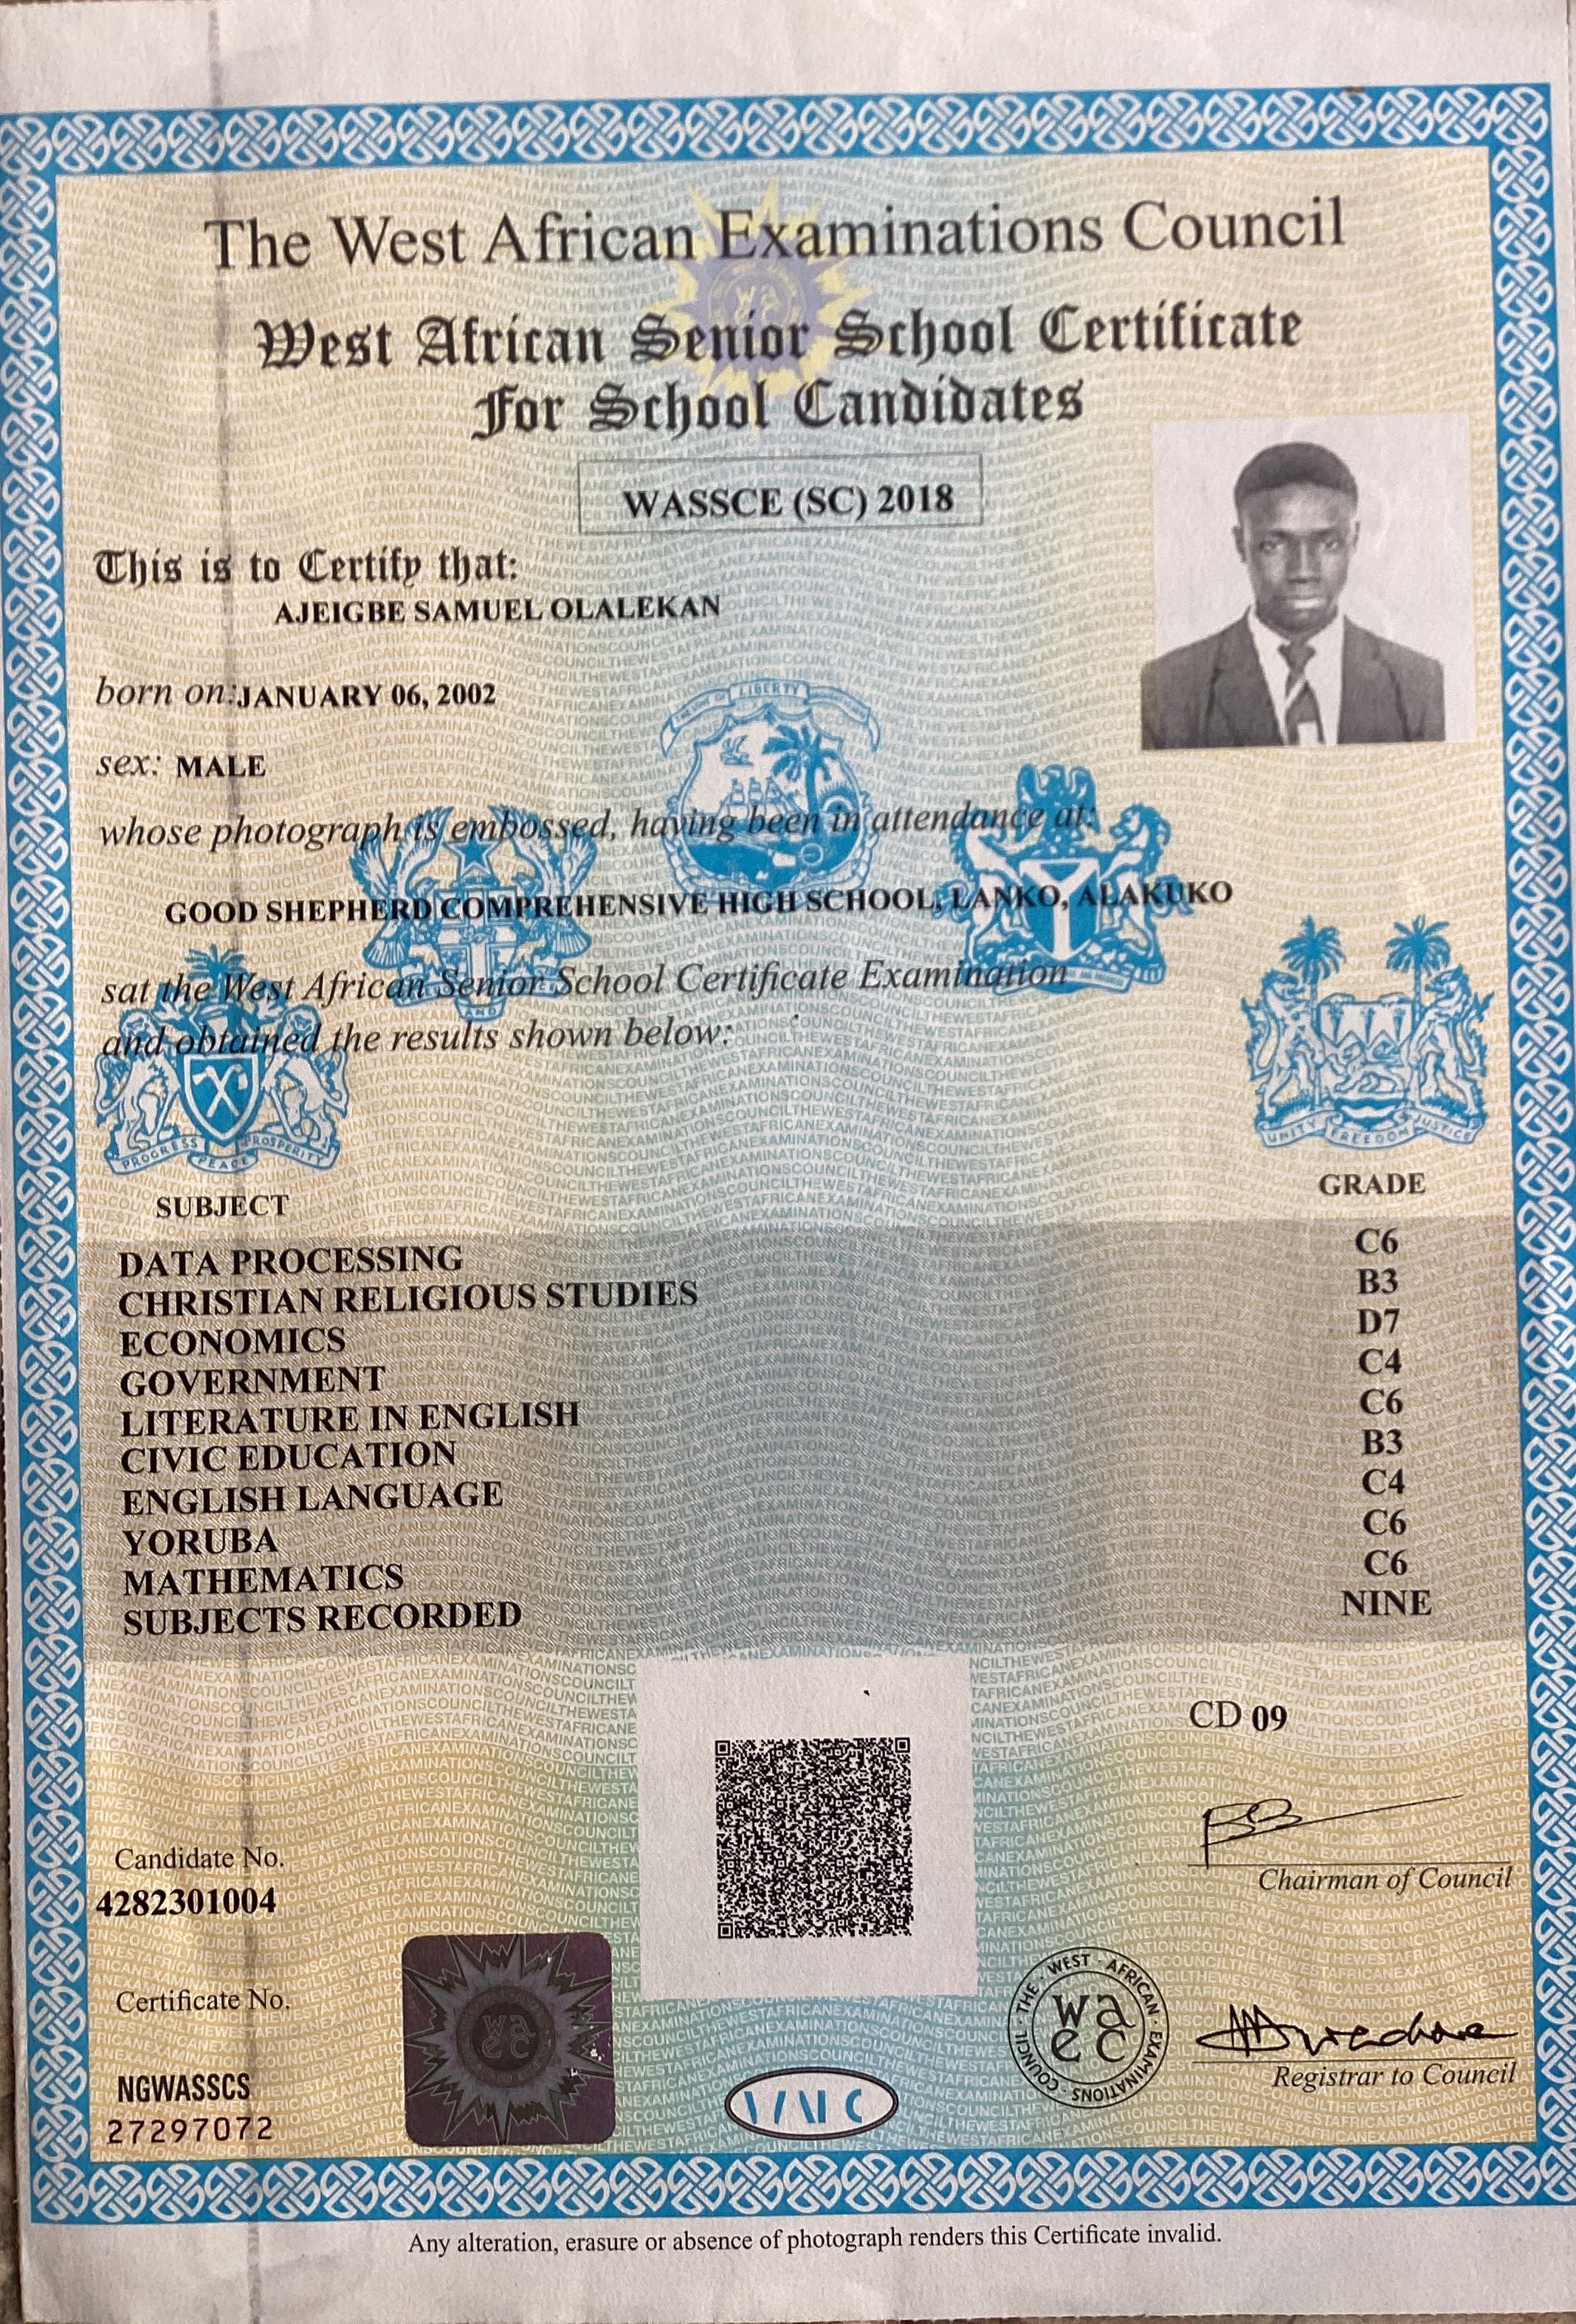 The West African Examinations Council
West African Senior School Certificate
For School Candidates
WASSCE (SC) 2018
This is to Certify that:
AJEIGBE SAMUEL OLALEKAN
born on: JANUARY 06, 2002
sex: MALE
LIBERTY
whose photograph is embossed, having been in attendance at:
GOOD SHEPHERD COMPREHENSIVE HIGH SCHOOL, LANKO, ALAKUKO
sat the West African Senior School Certificate Examination
and obtained the results shown below:
PROGRESS PEACE PROSPERITY
UNITY FREEDOM JUSTICE
SUBJECT GRADE
DATA PROCESSING C6
CHRISTIAN RELIGIOUS STUDIES B3
ECONOMICS D7
GOVERNMENT C4
LITERATURE IN ENGLISH C6
CIVIC EDUCATION B3
ENGLISH LANGUAGE C4
YORUBA C6
MATHEMATICS C6
SUBJECTS RECORDED NINE
CD 09
Candidate No.
4282301004
Chairman of Council
Certificate No.
NGWASSCS
27297072
waec
THE · WEST · AFRICAN · EXAMINATIONS · COUNCIL
waec
Registrar to Council
Any alteration, erasure or absence of photograph renders this Certificate invalid.